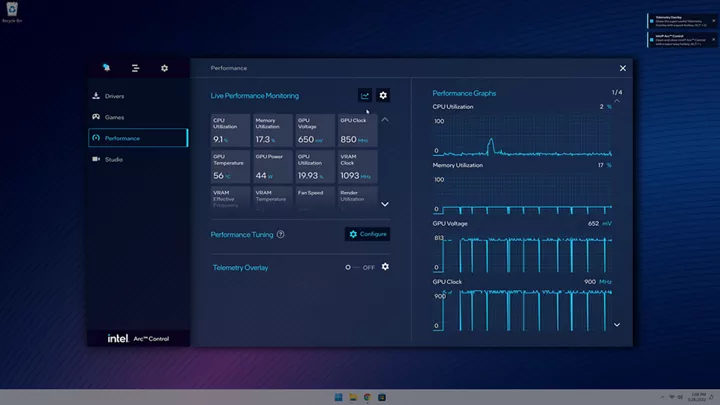 Recycle Bin
Telemetry Overlay
Intel® Arc™ Control
Performance
Drivers
Games
Performance
Studio
intel. Arc™ Control
Live Performance Monitoring
CPU Utilization
9.1 %
Memory Utilization
17.3 %
GPU Voltage
650 mV
GPU Clock
850 MHz
GPU Temperature
56 °C
GPU Power
44 W
GPU Utilization
19.93 %
VRAM Clock
1093 MHz
VRAM Effective Frequency
VRAM Temperature
Fan Speed
Render Utilization
Performance Tuning
Configure
Telemetry Overlay
OFF
Performance Graphs
1/4
CPU Utilization
2 %
100
0
Memory Utilization
17 %
100
0
GPU Voltage
652 mV
813
0
GPU Clock
900 MHz
900
0